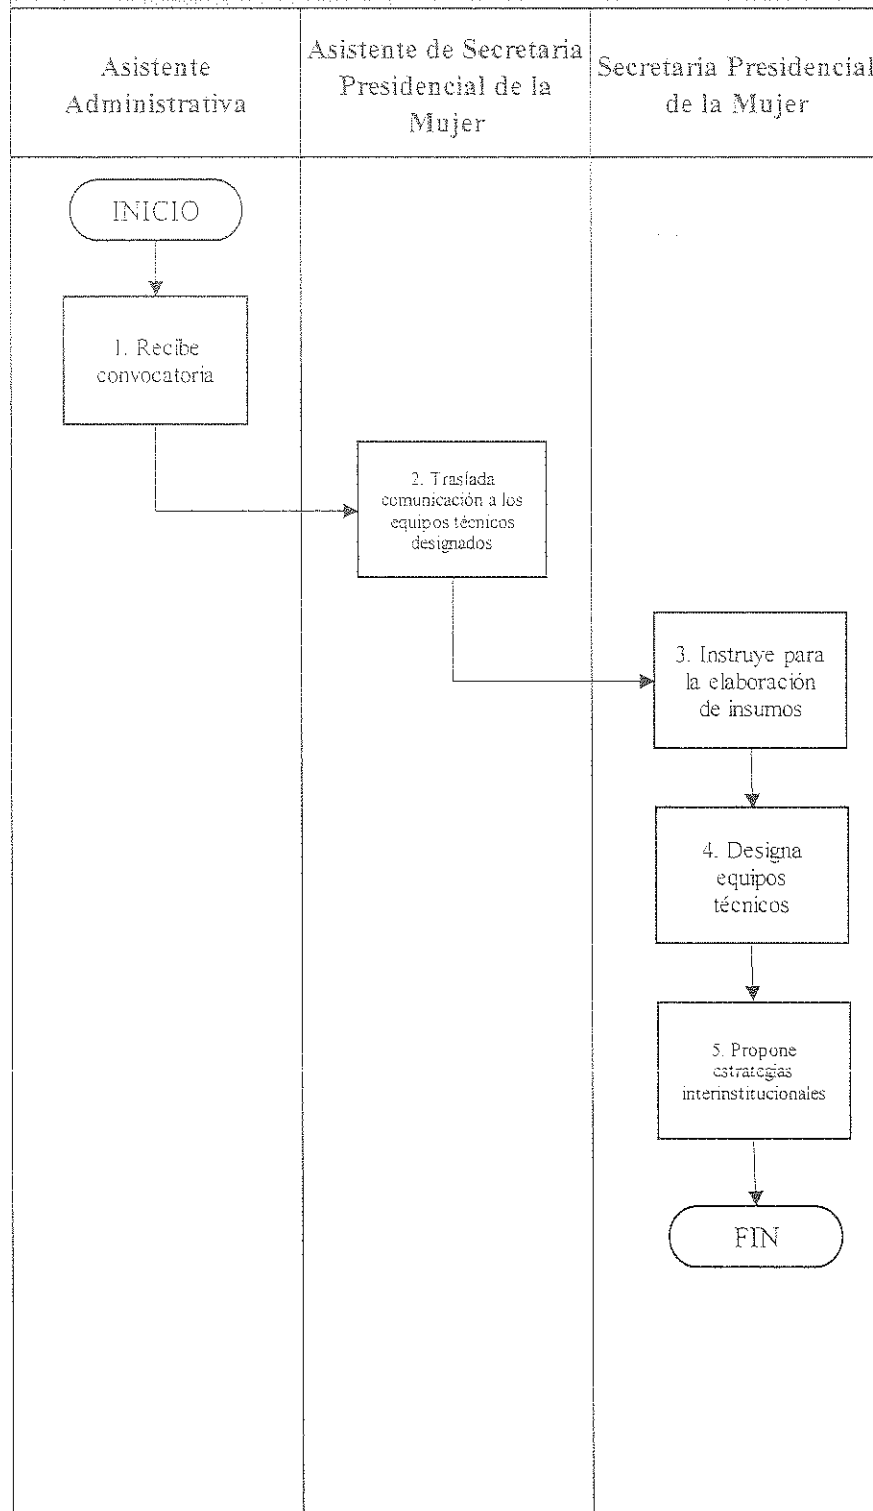 Asistente
Administrativa
Asistente de Secretaria
Presidencial de la
Mujer
Secretaria Presidencial
de la Mujer
INICIO
1. Recibe
convocatoria
2. Traslada
comunicación a los
equipos técnicos
designados
3. Instruye para
la elaboración
de insumos
4. Designa
equipos
técnicos
5. Propone
estrategias
interinstitucionales
FIN